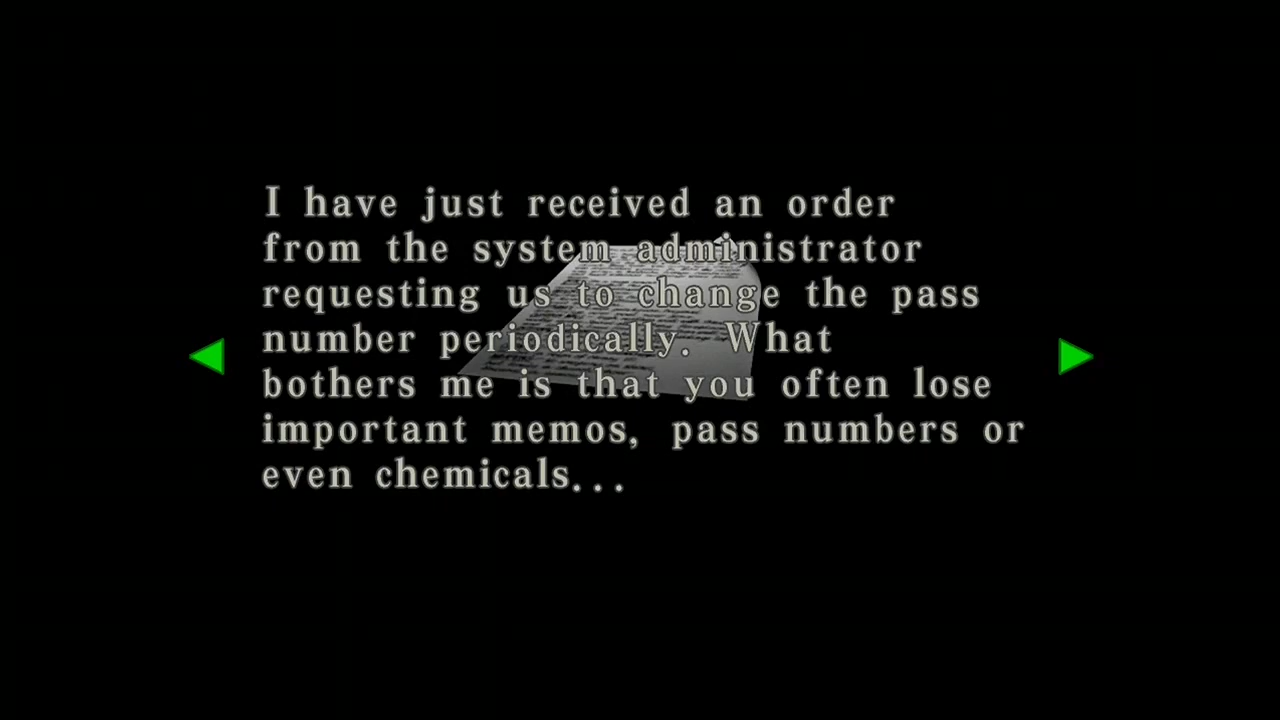 I have just received an order
from the system administrator
requesting us to change the pass
number periodically. What
bothers me is that you often lose
important memos, pass numbers or
even chemicals...